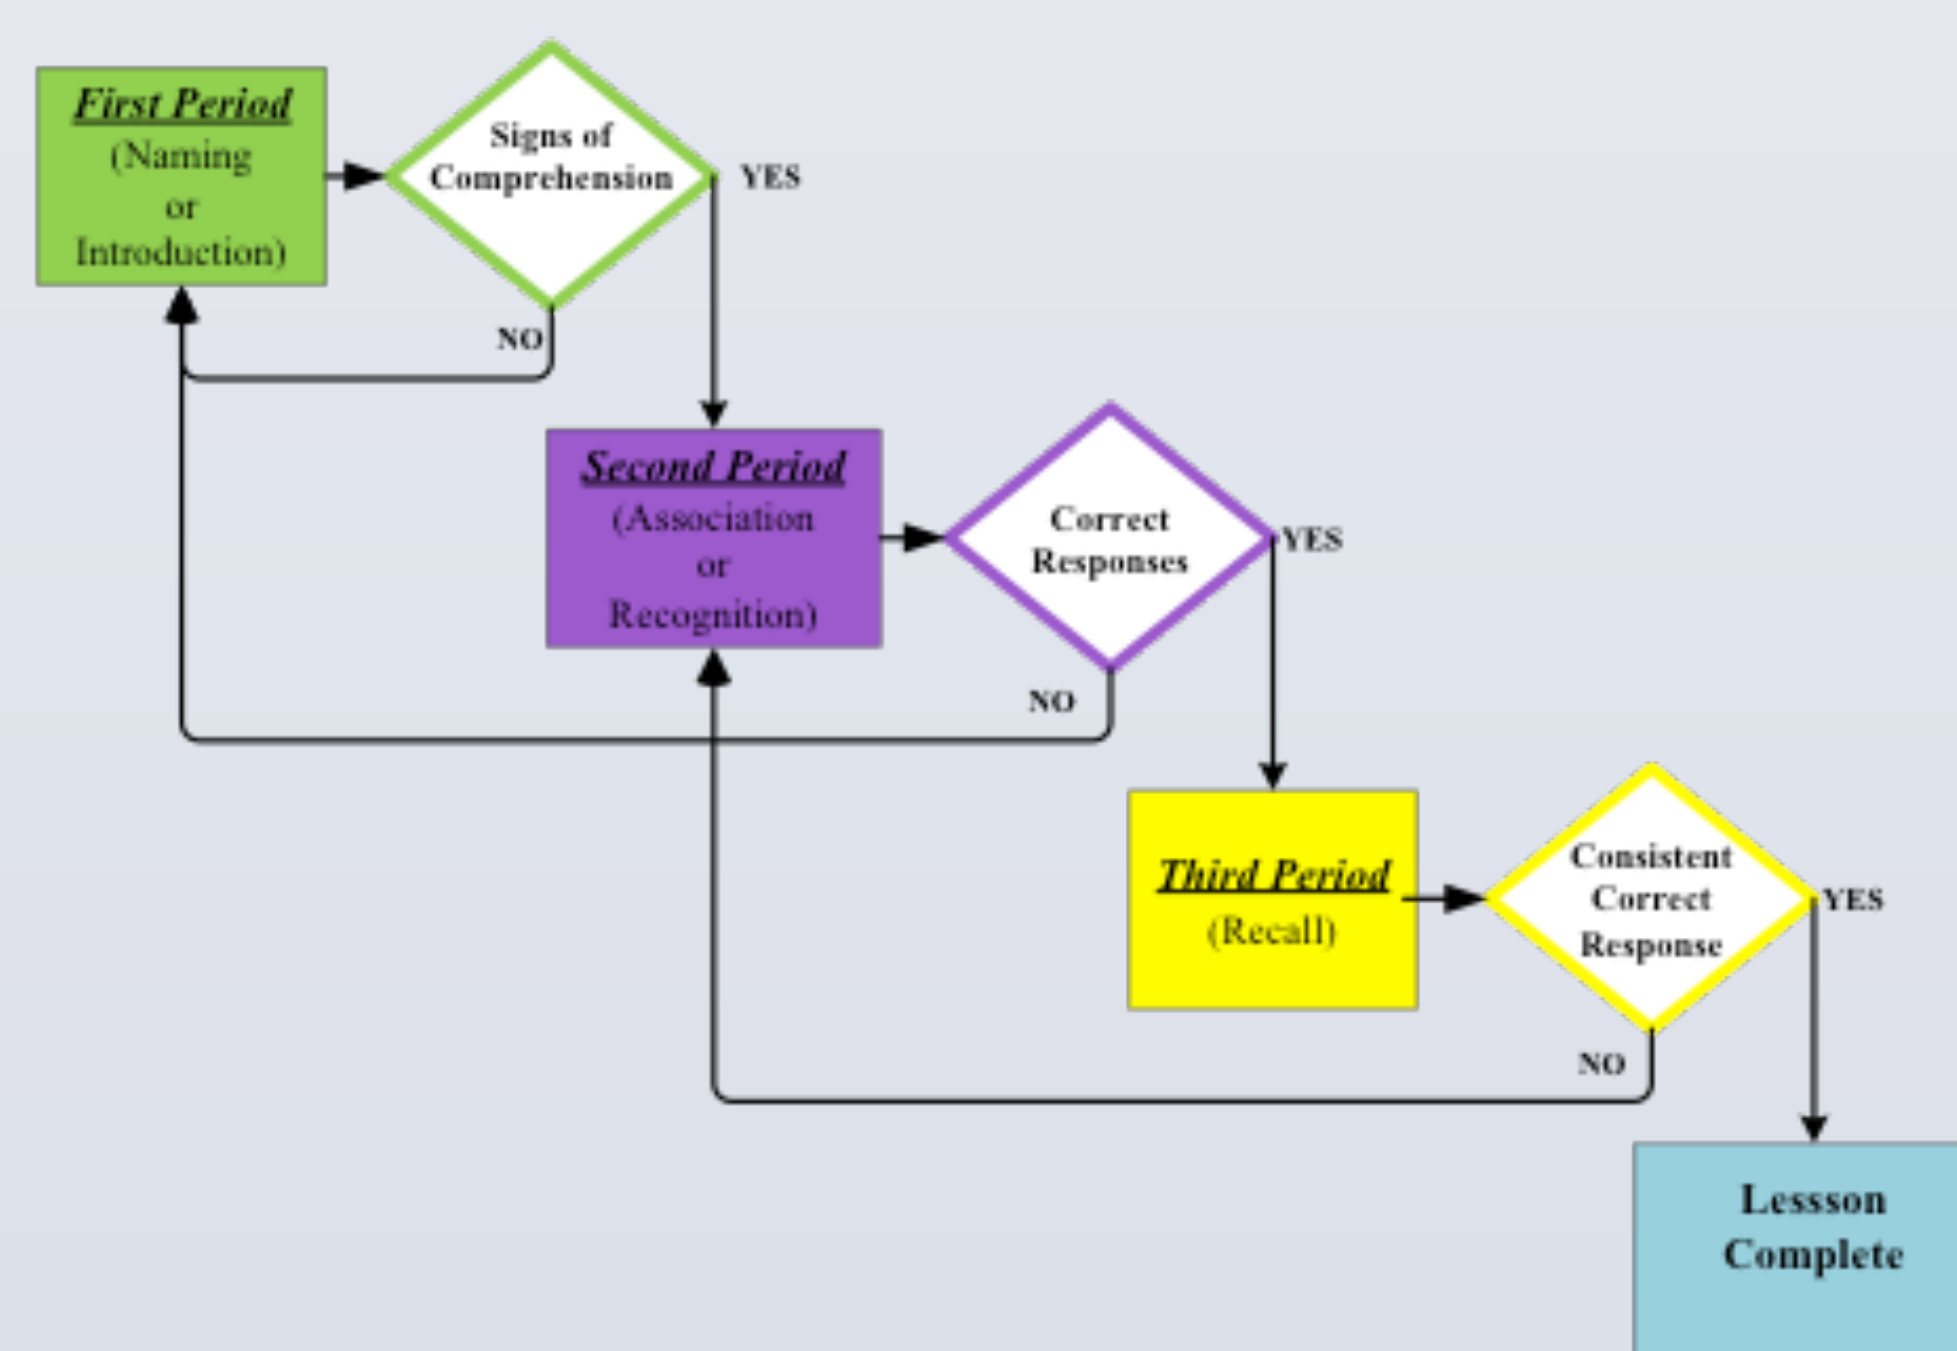 First Period
(Naming
or
Introduction)
Signs of
Comprehension
YES
NO
Second Period
(Association
or
Recognition)
Correct
Responses
YES
NO
Third Period
(Recall)
Consistent
Correct
Response
YES
NO
Lessson
Complete